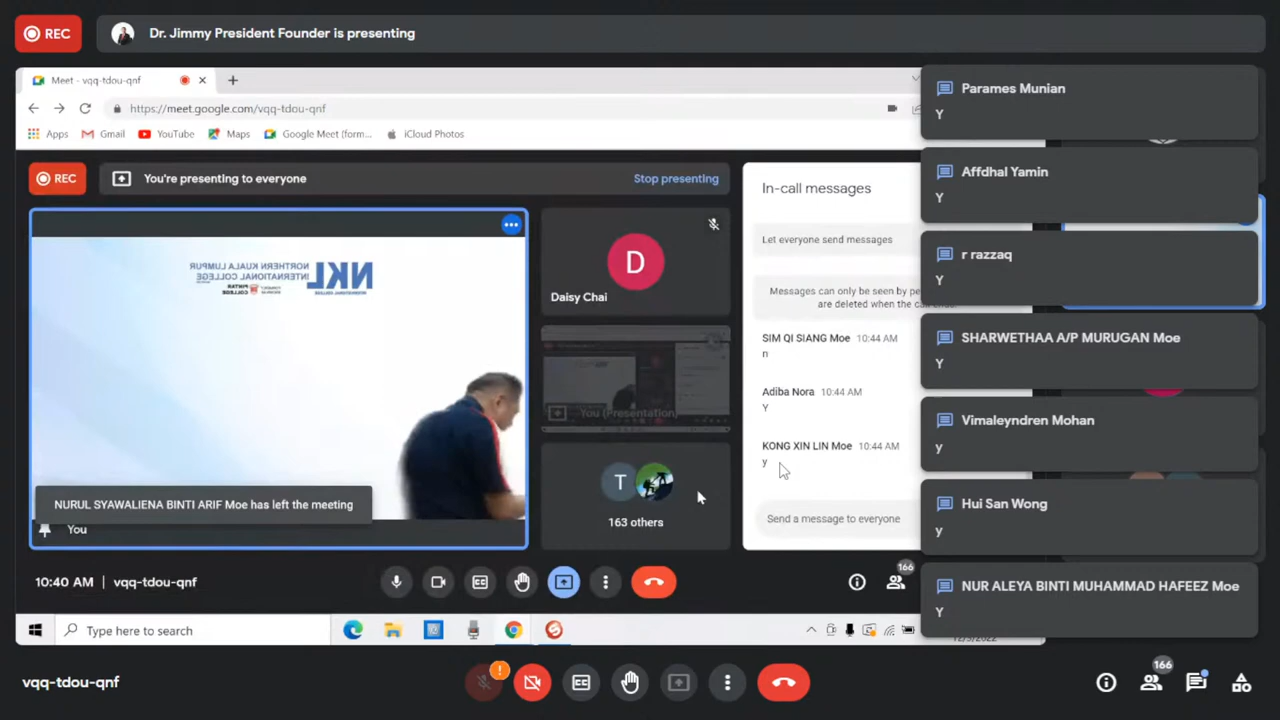 REC
Dr. Jimmy President Founder is presenting
Meet - vqq-tdou-qnf
https://meet.google.com/vqq-tdou-qnf
Apps
Gmail
YouTube
Maps
Google Meet (form...
iCloud Photos
REC
You're presenting to everyone
Stop presenting
NKL
NORTHERN KUALA LUMPUR
INTERNATIONAL COLLEGE
COLLEGE
NURUL SYAWALIENA BINTI ARIF Moe has left the meeting
You
D
Daisy Chai
You (Presentation)
T
163 others
In-call messages
Let everyone send messages
Messages can only be seen by pe
are deleted when the call ends.
SIM QI SIANG Moe 10:44 AM
n
Adiba Nora 10:44 AM
Y
KONG XIN LIN Moe 10:44 AM
y
Send a message to everyone
10:40 AM | vqq-tdou-qnf
166
Type here to search
Parames Munian
Y
Affdhal Yamin
Y
r razzaq
Y
SHARWETHAA A/P MURUGAN Moe
Y
Vimaleyndren Mohan
y
Hui San Wong
y
NUR ALEYA BINTI MUHAMMAD HAFEEZ Moe
Y
vqq-tdou-qnf
166